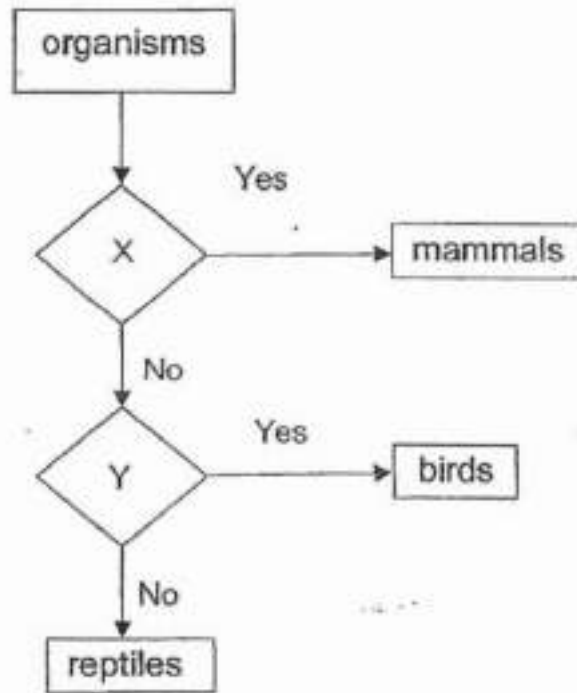 organisms
Yes
X
mammals
No
Yes
Y
birds
No
reptiles